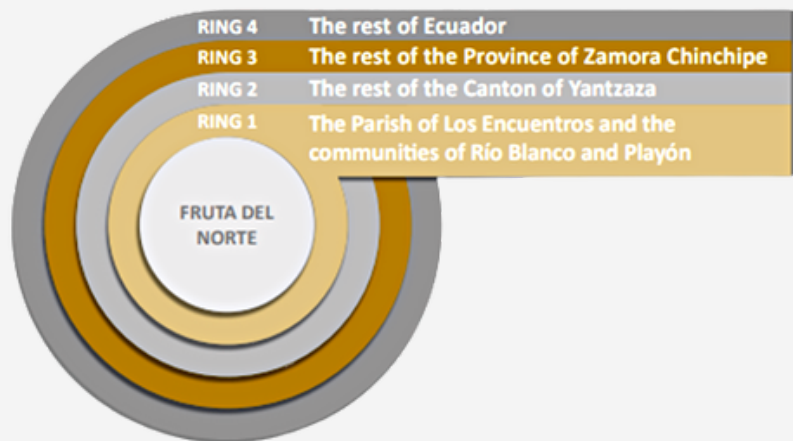 RING 4 The rest of Ecuador
RING 3 The rest of the Province of Zamora Chinchipe
RING 2 The rest of the Canton of Yantzaza
RING 1 The Parish of Los Encuentros and the
communities of Río Blanco and Playón
FRUTA DEL
NORTE